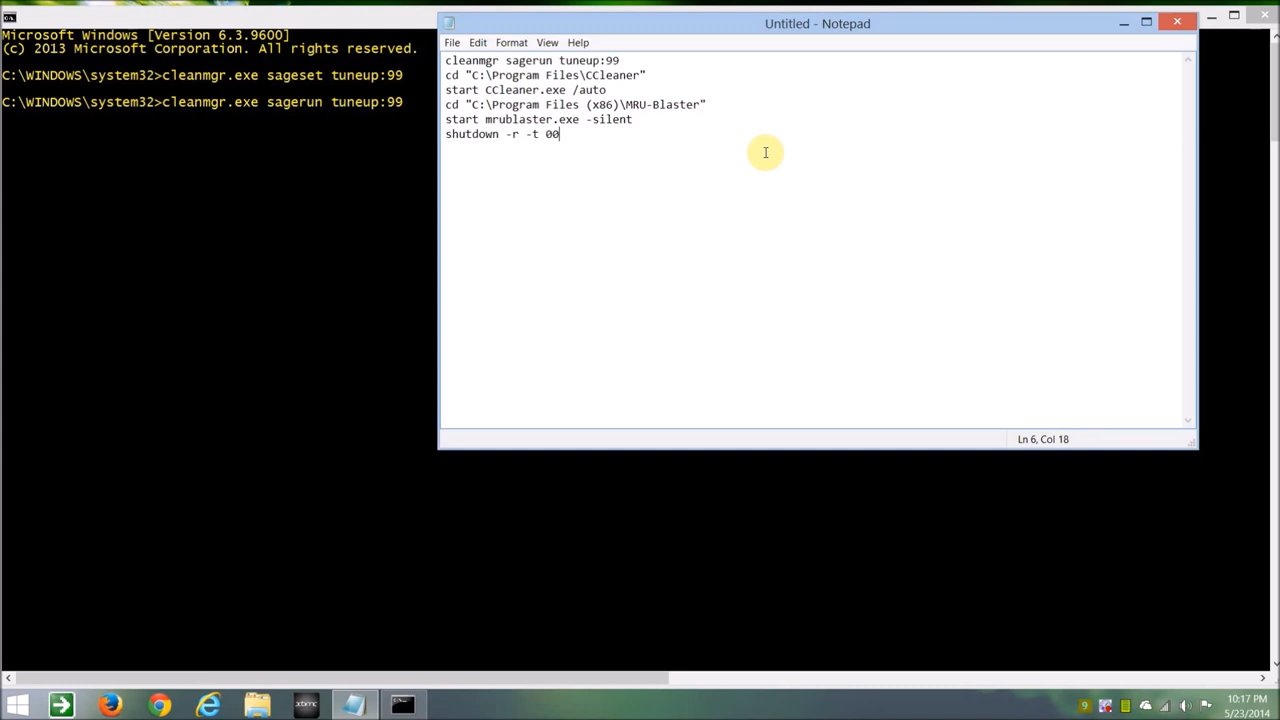 Untitled - Notepad
Microsoft Windows [Version 6.3.9600]
(c) 2013 Microsoft Corporation. All rights reserved.
C:\WINDOWS\system32>cleanmgr.exe sageset tuneup:99
C:\WINDOWS\system32>cleanmgr.exe sagerun tuneup:99
File Edit Format View Help
cleanmgr sagerun tuneup:99
cd "C:\Program Files\CCleaner"
start CCleaner.exe /auto
cd "C:\Program Files (x86)\MRU-Blaster"
start mrublaster.exe -silent
shutdown -r -t 00
Ln 6, Col 18
xbmc
9
10:17 PM
5/23/2014